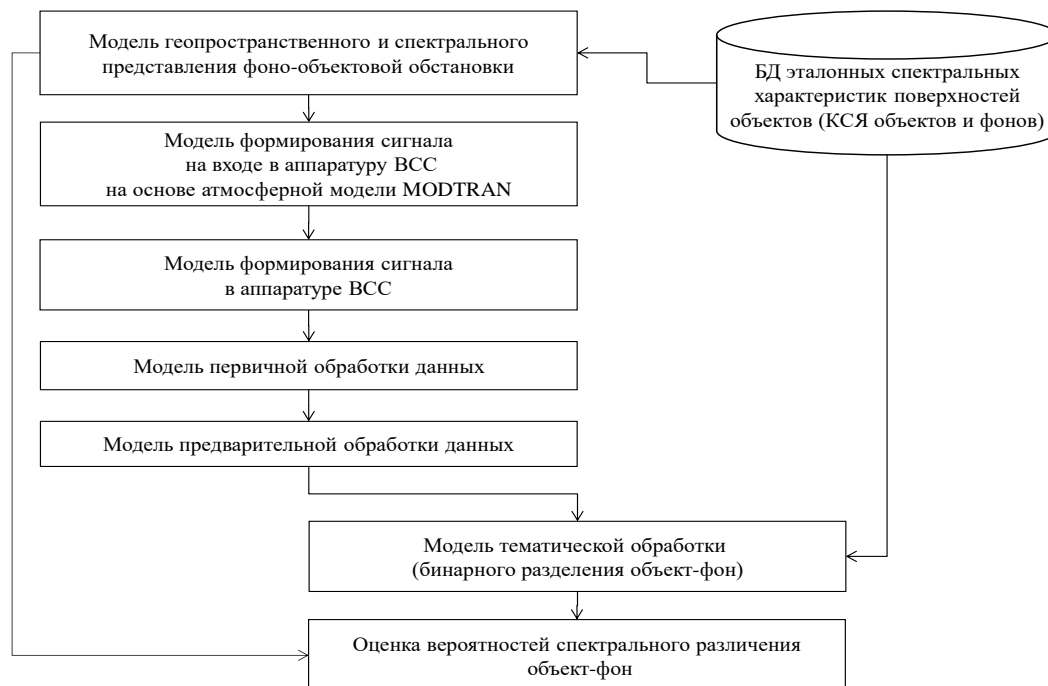 Модель геопространственного и спектрального
представления фоно-объектовой обстановки
БД эталонных спектральных
характеристик поверхностей
объектов (КСЯ объектов и фонов)
Модель формирования сигнала
на входе в аппаратуру ВСС
на основе атмосферной модели MODTRAN
Модель формирования сигнала
в аппаратуре ВСС
Модель первичной обработки данных
Модель предварительной обработки данных
Модель тематической обработки
(бинарного разделения объект-фон)
Оценка вероятностей спектрального различения
объект-фон